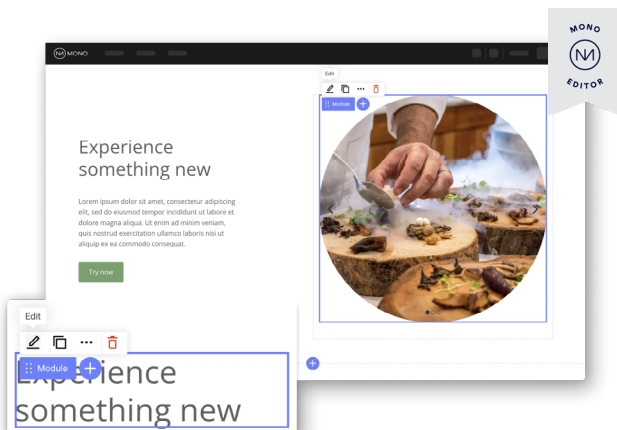 MONO
EDITOR
MONO
Edit
Module
Experience
something new
Lorem ipsum dolor sit amet, consectetur adipiscing
elit, sed do eiusmod tempor incididunt ut labore et
dolore magna aliqua. Ut enim ad minim veniam,
quis nostrud exercitation ullamco laboris nisi ut
aliquip ex ea commodo consequat.
Try now
Edit
Module
Experience
something new